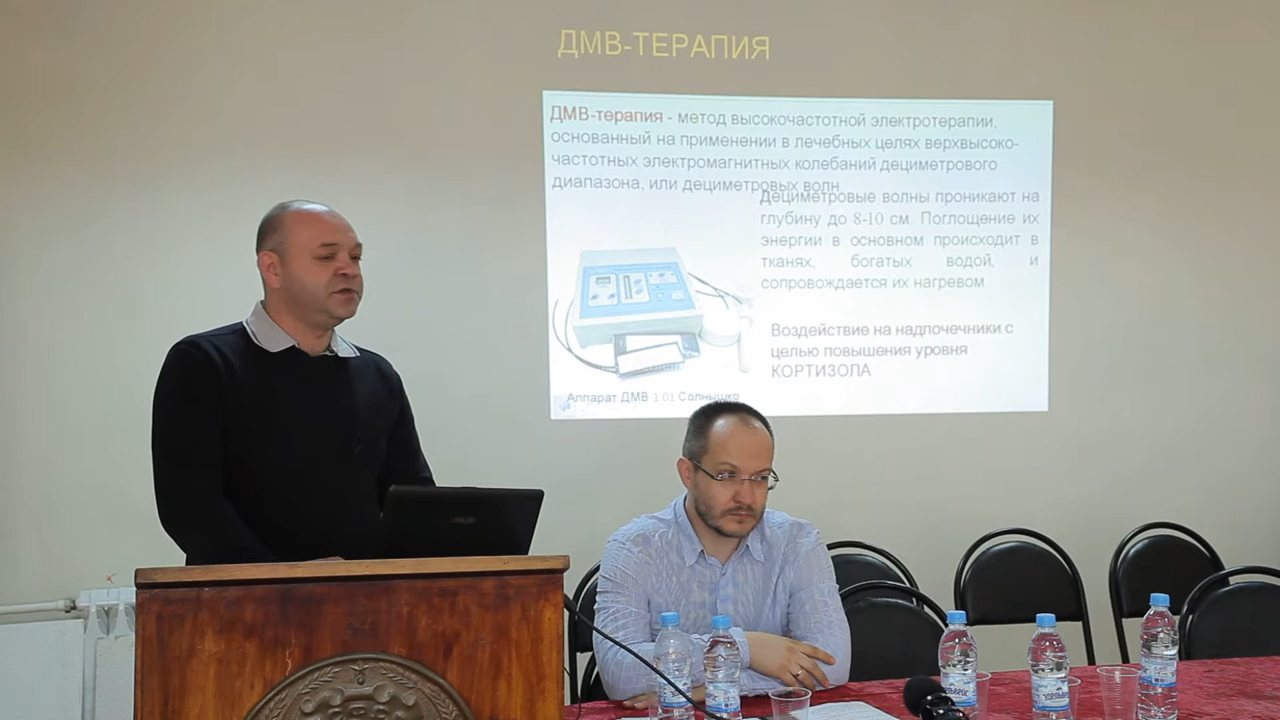 ДМВ-ТЕРАПИЯ
ДМВ-терапия - метод высокочастотной электротерапии,
основанный на применении в лечебных целях верхвысоко-
частотных электромагнитных колебаний дециметрового
диапазона, или дециметровых волн
Дециметровые волны проникают на
глубину до 8-10 см. Поглощение их
энергии в основном происходит в
тканях, богатых водой, и
сопровождается их нагревом
Воздействие на надпочечники с
целью повышения уровня
КОРТИЗОЛА
Аппарат ДМВ 1.01 Солнышко
ASUS